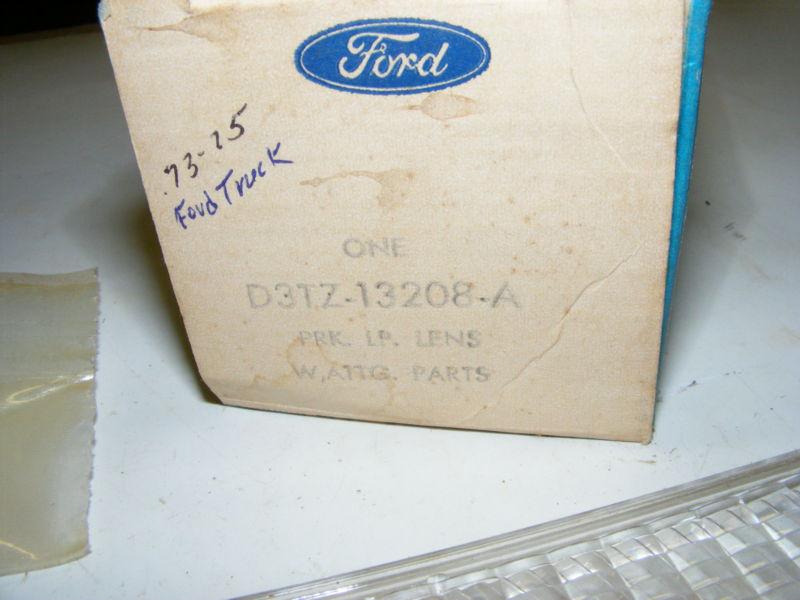 Ford
73-75
Ford Truck
ONE
D3TZ-13208-A
PRK. LP. LENS
W,ATTG. PARTS